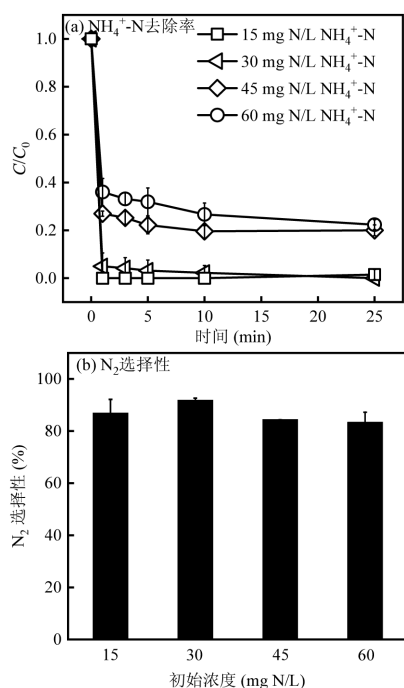 (a) NH₄⁺-N去除率
15 mg N/L NH₄⁺-N
30 mg N/L NH₄⁺-N
45 mg N/L NH₄⁺-N
60 mg N/L NH₄⁺-N
1.0
0.8
0.6
0.4
0.2
0.0
C/C₀
0 5 10 15 20 25
时间 (min)
(b) N₂选择性
100
80
60
40
20
0
N₂ 选择性 (%)
15 30 45 60
初始浓度 (mg N/L)